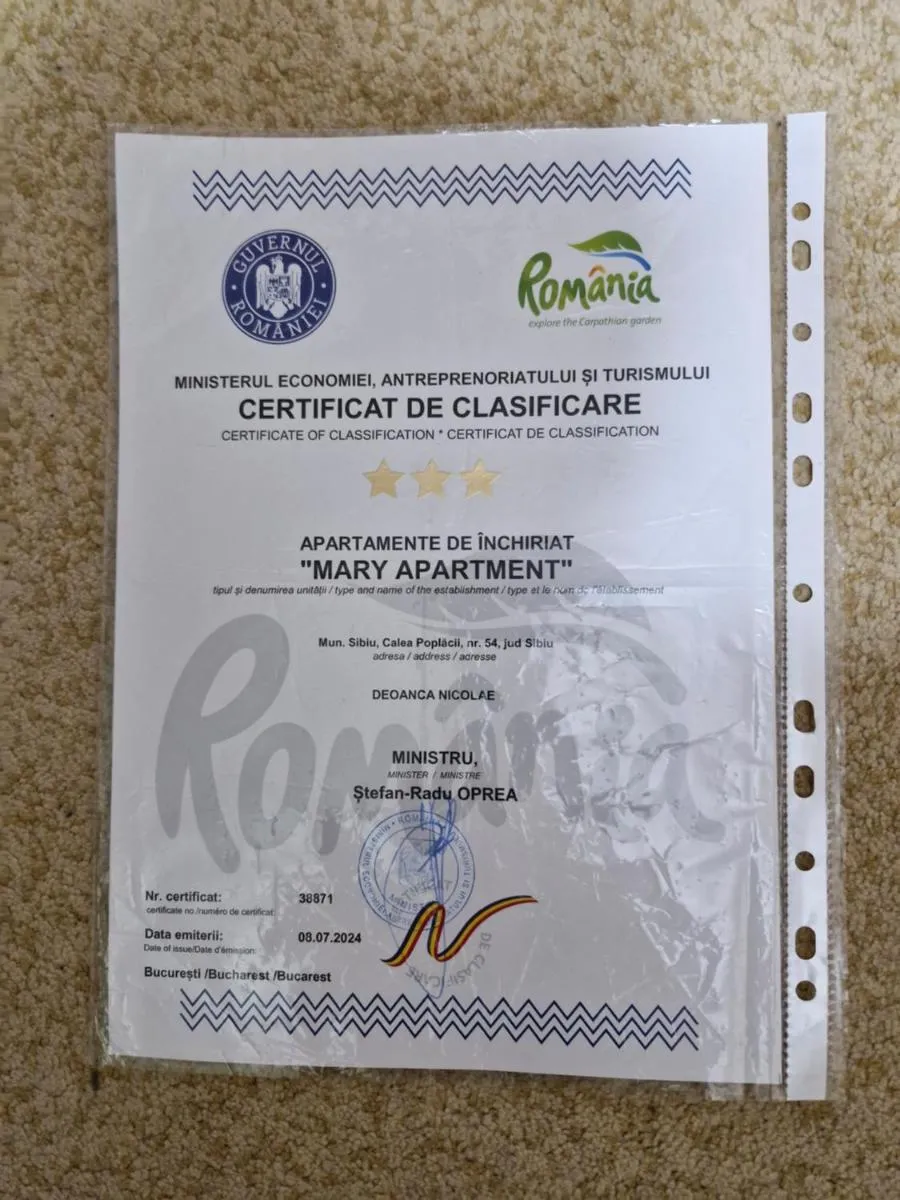 GUVERNUL ROMÂNIEI
România
explore the Carpathian garden
MINISTERUL ECONOMIEI, ANTREPRENORIATULUI ȘI TURISMULUI
CERTIFICAT DE CLASIFICARE
CERTIFICATE OF CLASSIFICATION * CERTIFICAT DE CLASSIFICATION
APARTAMENTE DE ÎNCHIRIAT
"MARY APARTMENT"
tipul și denumirea unității / type and name of the establishment / type et le nom de l'établissement
Mun. Sibiu, Calea Poplăcii, nr. 54, jud Sibiu
adresa / address / adresse
DEOANCA NICOLAE
România
MINISTRU,
MINISTER / MINISTRE
Ștefan-Radu OPREA
Nr. certificat: 38871
certificate no./numéro de certificat:
Data emiterii: 08.07.2024
Date of issue/Date d'émission:
DE CLASIFICARE
București /Bucharest /Bucarest